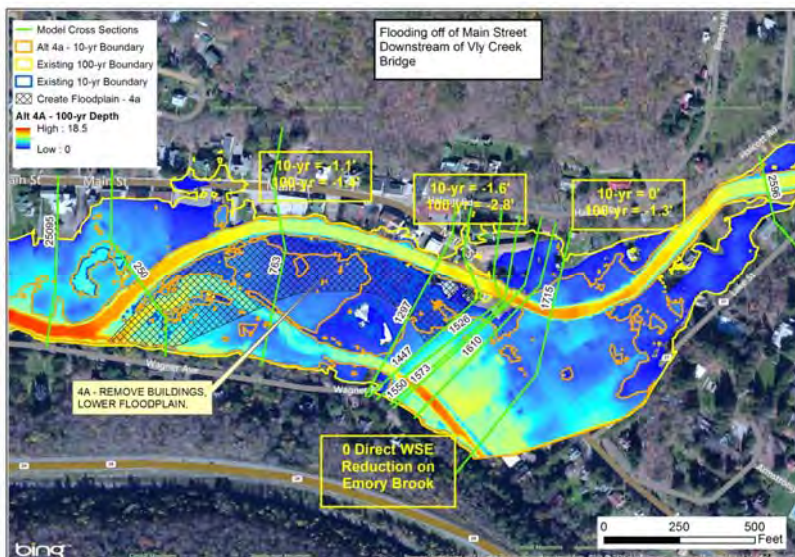 Model Cross Sections
Alt 4a - 10-yr Boundary
Existing 100-yr Boundary
Existing 10-yr Boundary
Create Floodplain - 4a
Alt 4A - 100-yr Depth
High : 18.5
Low : 0
Flooding off of Main Street
Downstream of Vly Creek
Bridge
10-yr = -1.1'
10-yr = -1.6'
10-yr = 0'
100-yr = -1.3'
Main St
25095
250
763
1297
1447
1526
1550
1573
1610
1715
2596
Wagner Ave
Wagner
4A - REMOVE BUILDINGS,
LOWER FLOODPLAIN.
0 Direct WSE
Reduction on
Emory Brook
0 250 500
Feet
bing